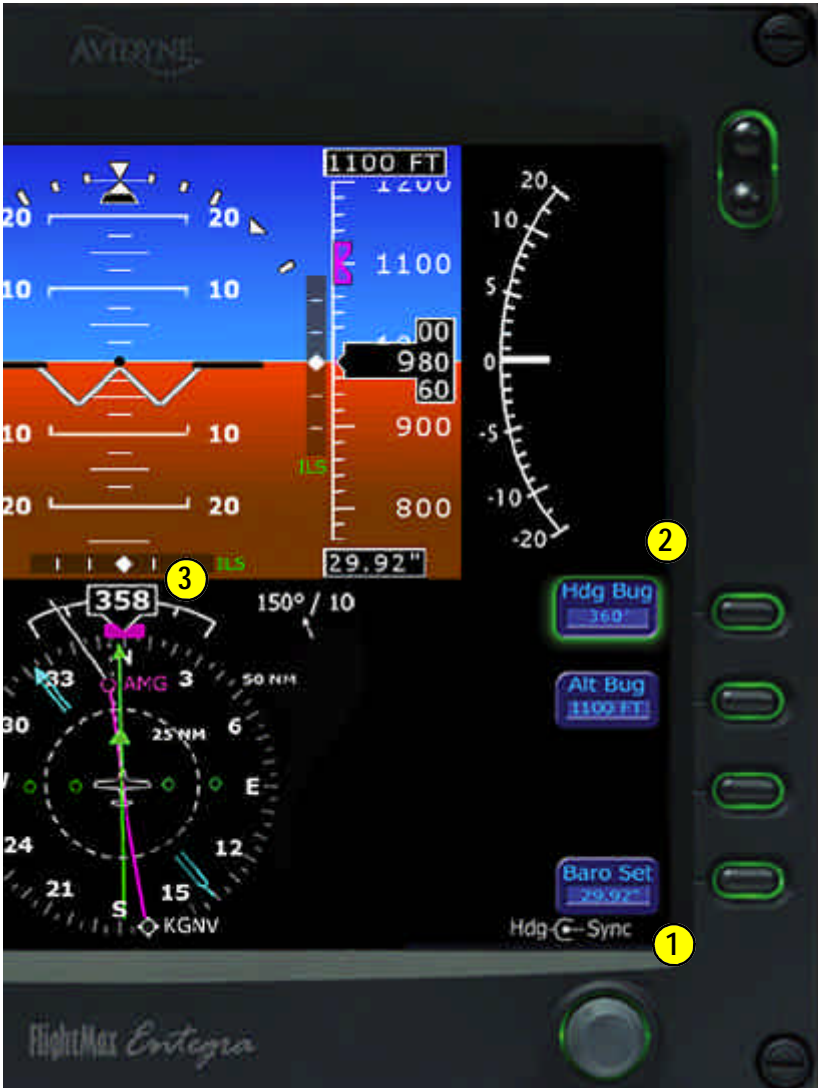 AVIDYNE
1100 FT
1200
20 20
1100
10 10
00
980
60
10 10
900
ILS
20 20
800
ILS
29.92"
20
10
5
0
-5
-10
-20
2
3
358
150° / 10
Hdg Bug
360°
N
33
AMG
3
50 NM
Alt Bug
1100 FT
30
25 NM
6
E
24
12
21
15
S
KGNV
Baro Set
29.92"
Hdg Sync
1
FlightMax Entegra